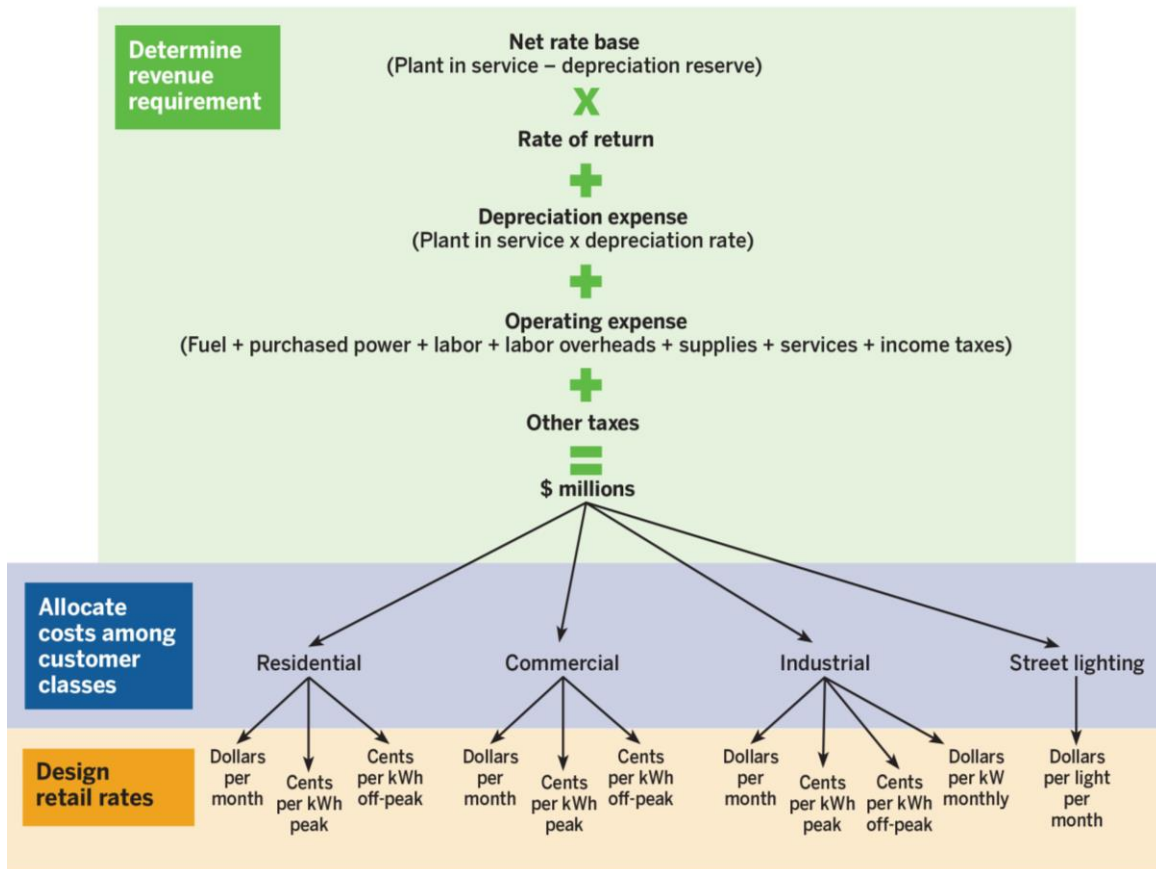 Determine
revenue
requirement
Net rate base
(Plant in service – depreciation reserve)
X
Rate of return
+
Depreciation expense
(Plant in service x depreciation rate)
+
Operating expense
(Fuel + purchased power + labor + labor overheads + supplies + services + income taxes)
+
Other taxes
=
$ millions
Allocate
costs among
customer
classes
Residential
Commercial
Industrial
Street lighting
Design
retail rates
Dollars
per
month
Cents
per kWh
peak
Cents
per kWh
off-peak
Dollars
per
month
Cents
per kWh
peak
Cents
per kWh
off-peak
Dollars
per
month
Cents
per kWh
peak
Cents
per kWh
off-peak
Dollars
per kW
monthly
Dollars
per light
per
month